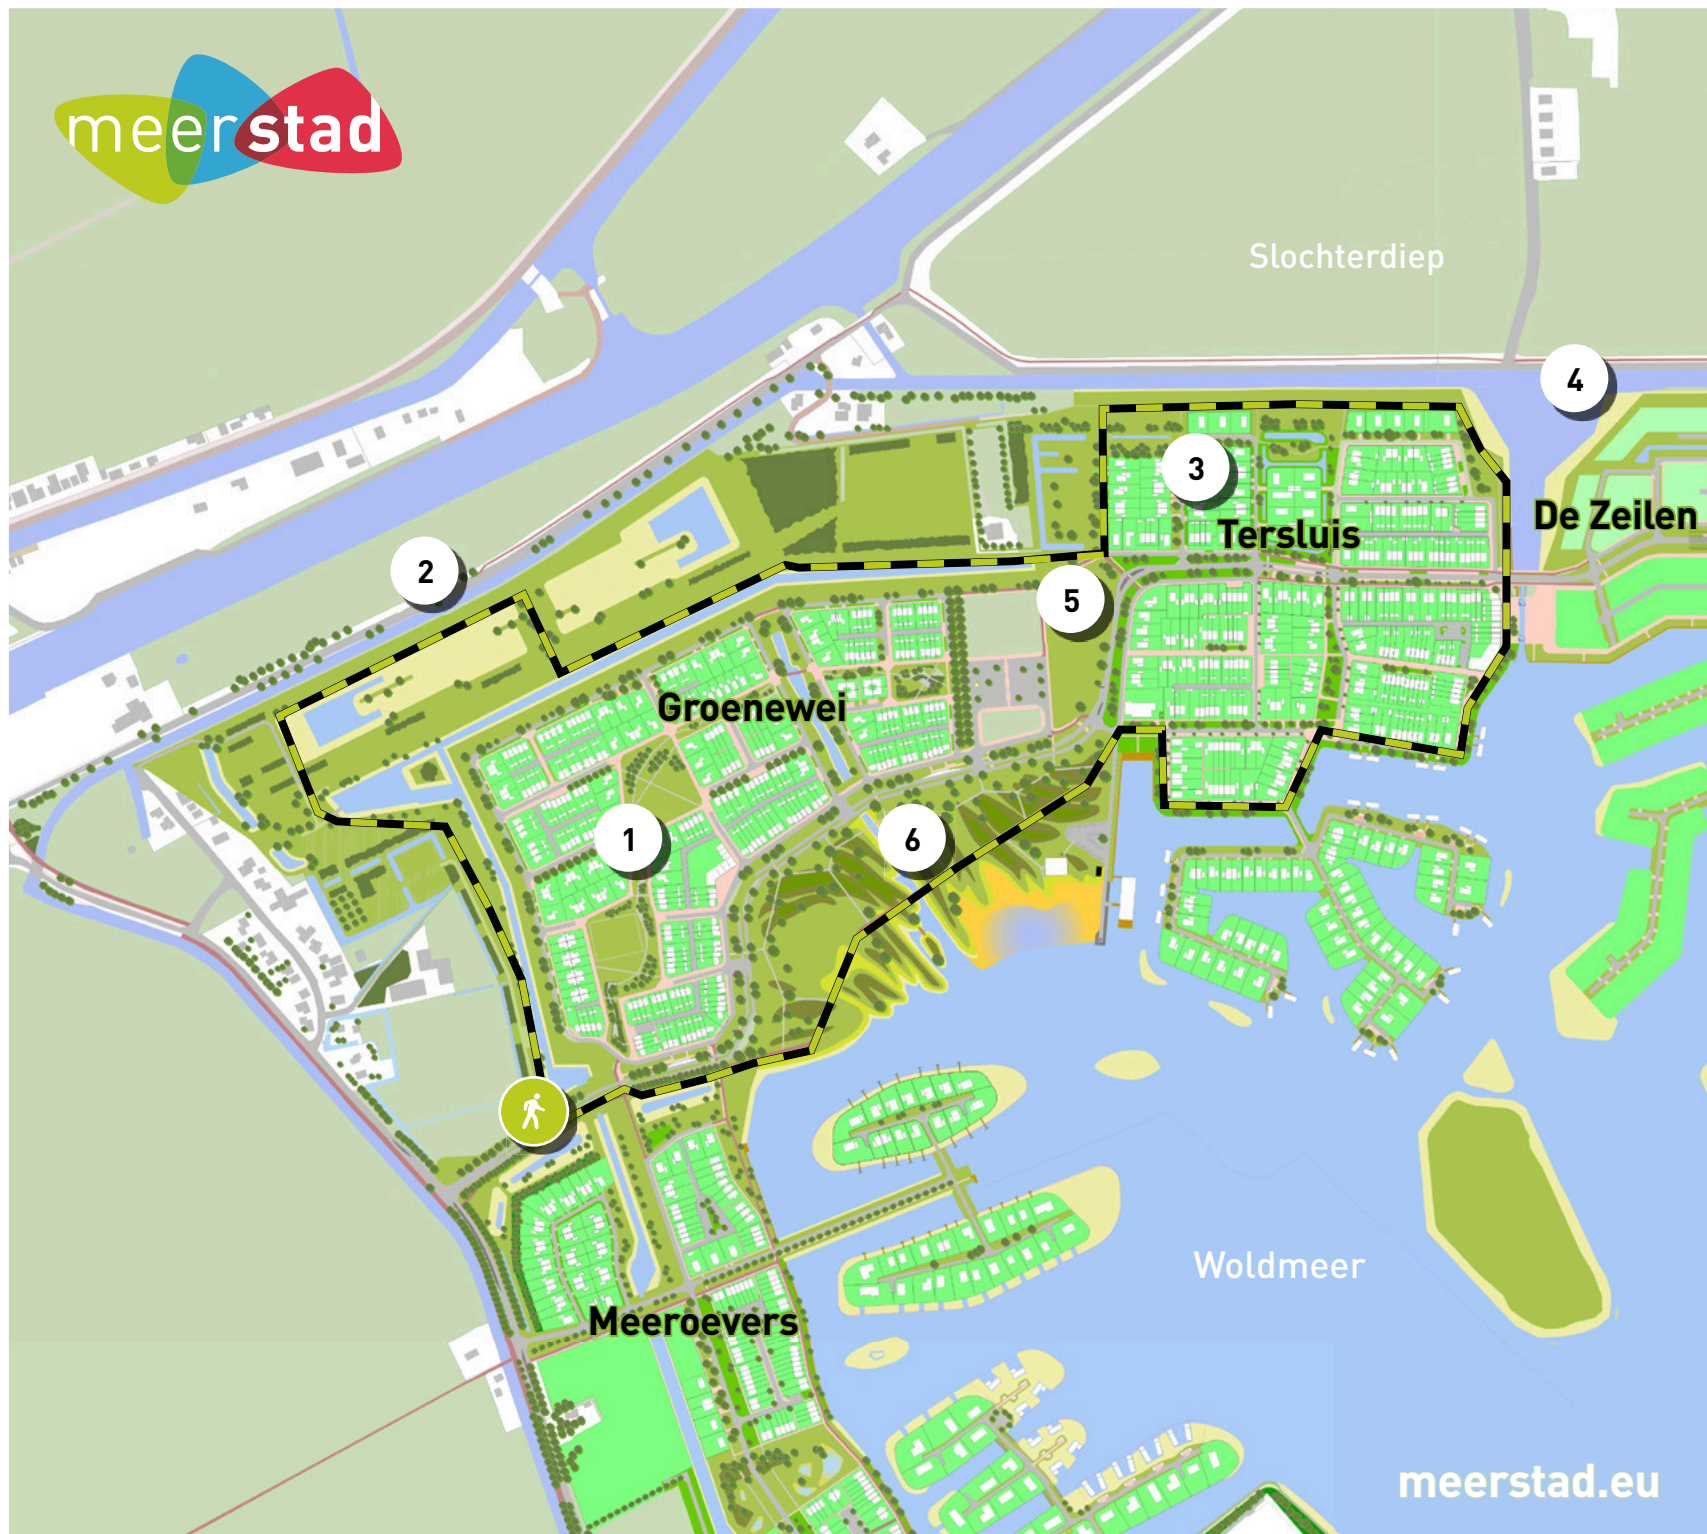 meerstad
Slochterdiep
4
3
De Zeilen
Tersluis
2
5
Groenewei
1
6
Woldmeer
Meeroevers
meerstad.eu